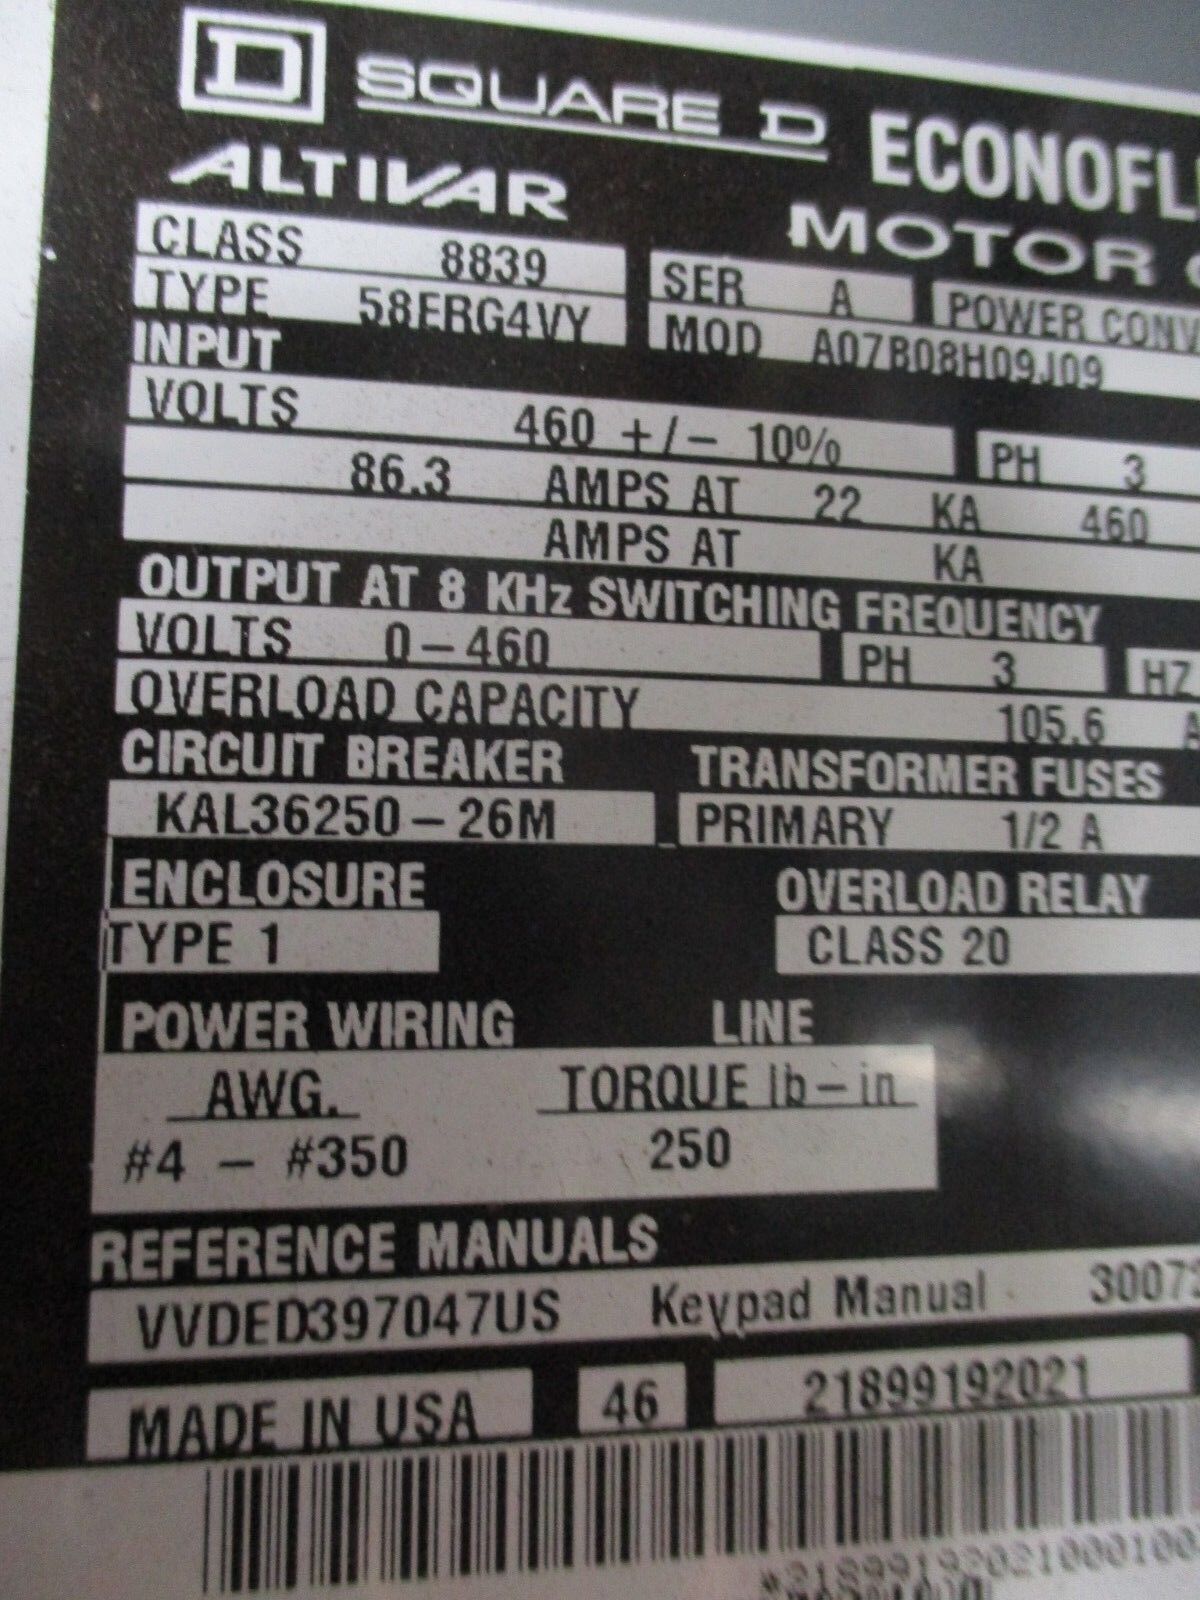 D SQUARE D ECONOFL
ALTIVAR MOTOR
CLASS 8839 SER A POWER CONV
TYPE 58ERG4VY MOD A07B08H09J09
INPUT
VOLTS 460 +/- 10% PH 3
86.3 AMPS AT 22 KA 460
AMPS AT KA
OUTPUT AT 8 KHz SWITCHING FREQUENCY
VOLTS 0-460 PH 3 HZ
OVERLOAD CAPACITY 105.6 A
CIRCUIT BREAKER TRANSFORMER FUSES
KAL36250-26M PRIMARY 1/2 A
ENCLOSURE OVERLOAD RELAY
TYPE 1 CLASS 20
POWER WIRING LINE
AWG. TORQUE lb-in
#4 - #350 250
REFERENCE MANUALS
VVDED397047US Keypad Manual 3007
MADE IN USA 46 21899192021
*21899192021000100